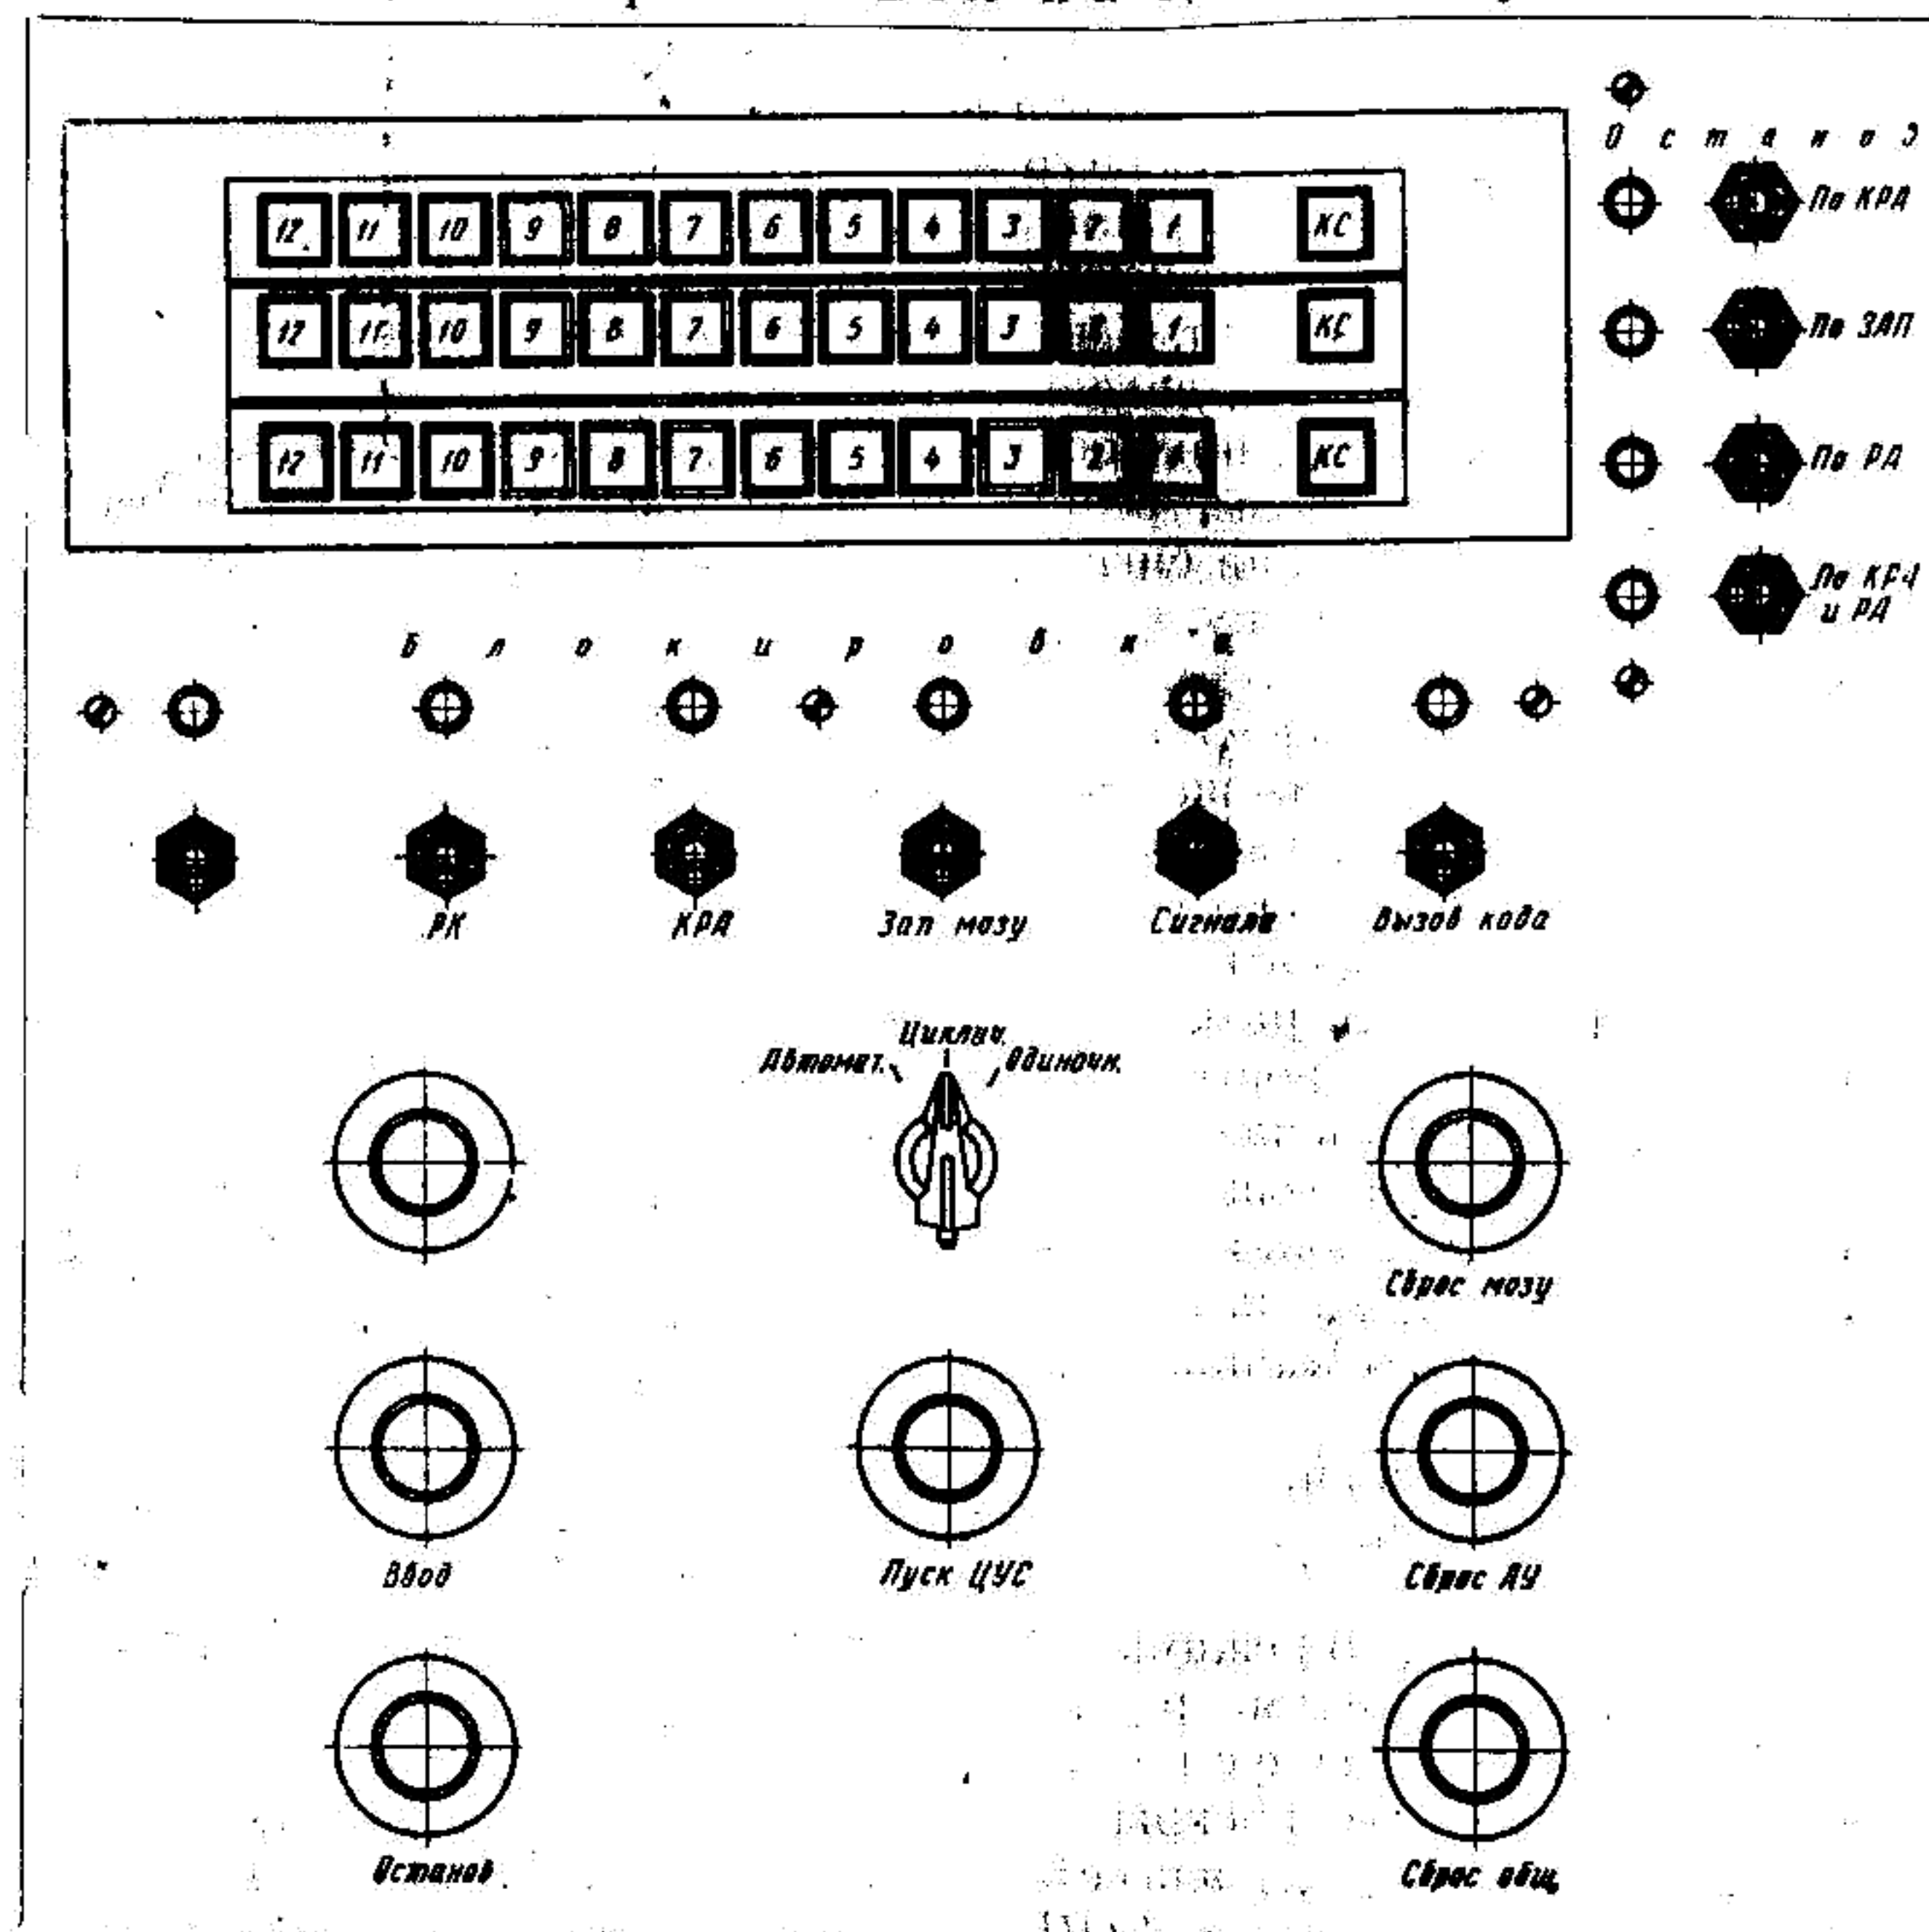 О с т а н о в
12 11 10 9 8 7 6 5 4 3 2 1 КС
По КРА
12 11 10 9 8 7 6 5 4 3 2 1 КС
По ЗАП
12 11 10 9 8 7 6 5 4 3 2 1 КС
По РА
По КРА
и РА
Б л о к и р о в к и
РК КРА Зап мозу Сигнала Вызов кода
Циклич.
Автомат. Одиночн.
Сброс мозу
Ввод Пуск ЦУС Сброс АУ
Останов Сброс общ